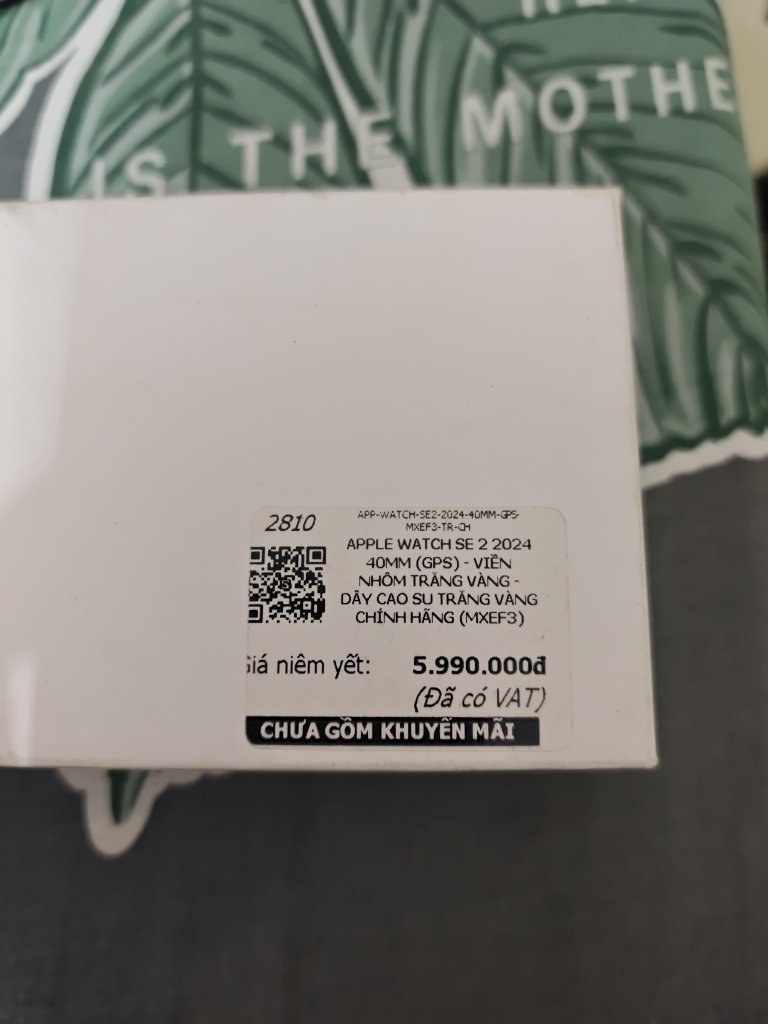 IS THE MOTHE
2810
APP-WATCH-SE2-2024-40MM-GPS-
MXEF3-TR-CH
APPLE WATCH SE 2 2024
40MM (GPS) - VIỀN
NHÔM TRẮNG VÀNG -
DÂY CAO SU TRẮNG VÀNG
CHÍNH HÃNG (MXEF3)
Giá niêm yết: 5.990.000đ
(Đã có VAT)
CHƯA GỒM KHUYẾN MÃI